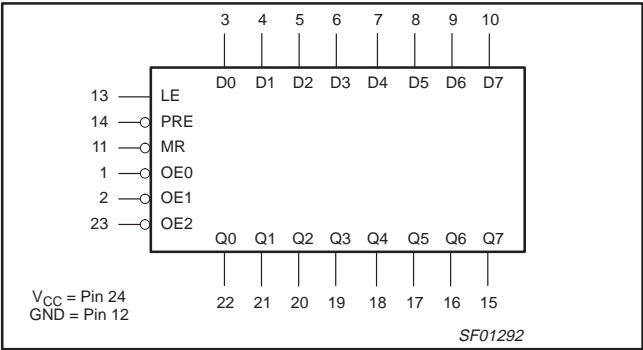 3 4 5 6 7 8 9 10
D0 D1 D2 D3 D4 D5 D6 D7
13 LE
14 PRE
11 MR
1 OE0
2 OE1
23 OE2
Q0 Q1 Q2 Q3 Q4 Q5 Q6 Q7
22 21 20 19 18 17 16 15
VCC = Pin 24
GND = Pin 12
SF01292